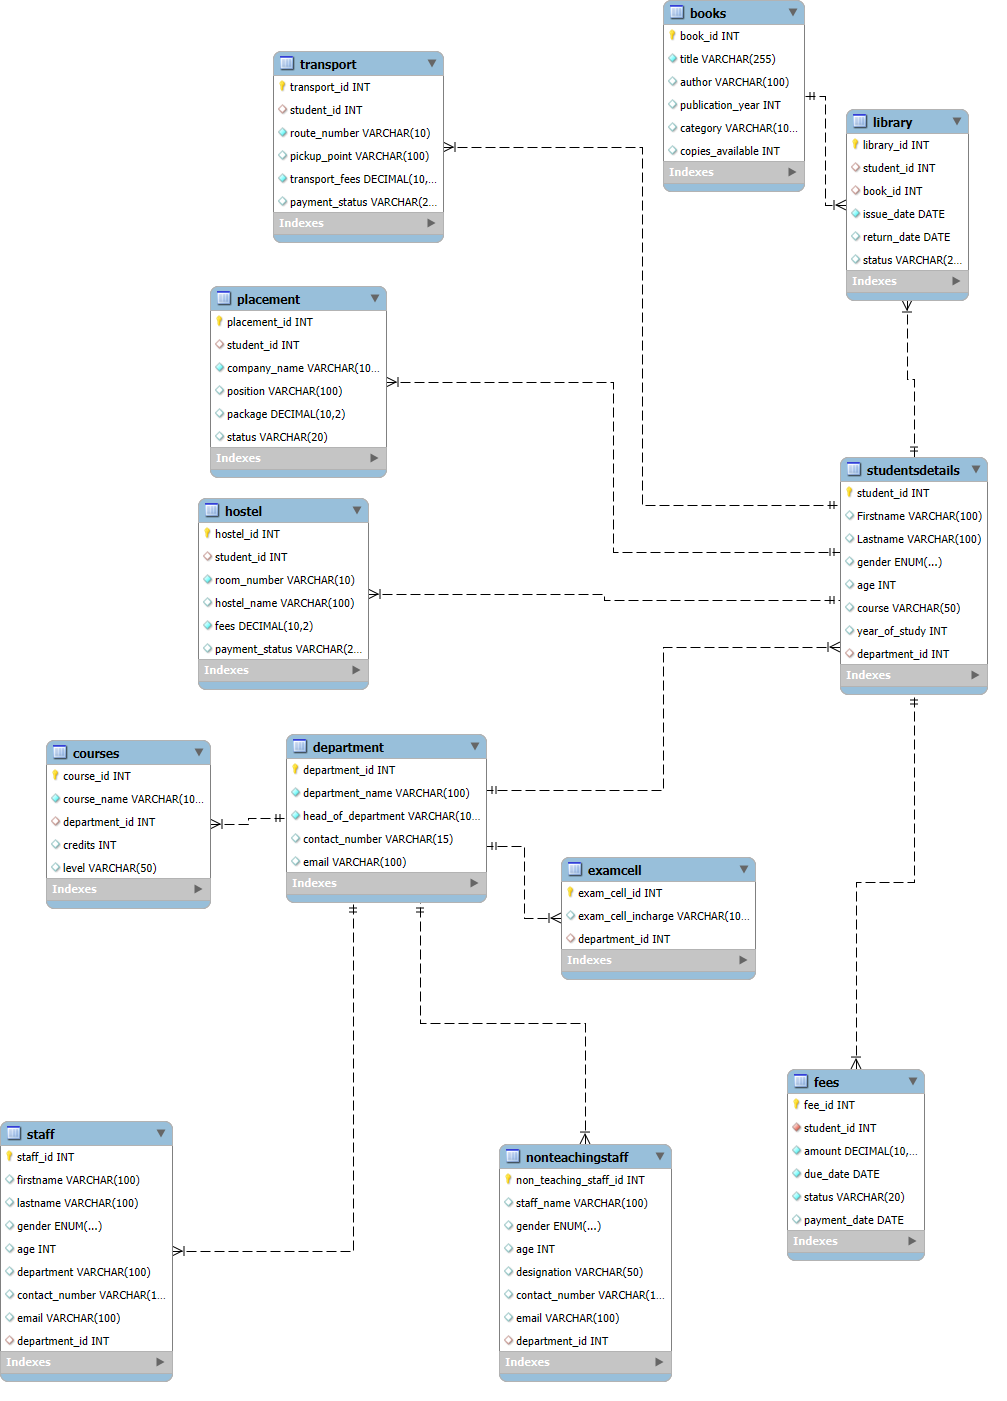 books
book_id INT
title VARCHAR(255)
author VARCHAR(100)
publication_year INT
category VARCHAR(10...
copies_available INT
Indexes
transport
transport_id INT
student_id INT
route_number VARCHAR(10)
pickup_point VARCHAR(100)
transport_fees DECIMAL(10,...
payment_status VARCHAR(2...
Indexes
library
library_id INT
student_id INT
book_id INT
issue_date DATE
return_date DATE
status VARCHAR(2...
Indexes
placement
placement_id INT
student_id INT
company_name VARCHAR(10...
position VARCHAR(100)
package DECIMAL(10,2)
status VARCHAR(20)
Indexes
studentsdetails
student_id INT
Firstname VARCHAR(100)
Lastname VARCHAR(100)
gender ENUM(...)
age INT
course VARCHAR(50)
year_of_study INT
department_id INT
Indexes
hostel
hostel_id INT
student_id INT
room_number VARCHAR(10)
hostel_name VARCHAR(100)
fees DECIMAL(10,2)
payment_status VARCHAR(2...
Indexes
courses
course_id INT
course_name VARCHAR(10...
department_id INT
credits INT
level VARCHAR(50)
Indexes
department
department_id INT
department_name VARCHAR(100)
head_of_department VARCHAR(10...
contact_number VARCHAR(15)
email VARCHAR(100)
Indexes
examcell
exam_cell_id INT
exam_cell_incharge VARCHAR(10...
department_id INT
Indexes
fees
fee_id INT
student_id INT
amount DECIMAL(10,...
due_date DATE
status VARCHAR(20)
payment_date DATE
Indexes
staff
staff_id INT
firstname VARCHAR(100)
lastname VARCHAR(100)
gender ENUM(...)
age INT
department VARCHAR(100)
contact_number VARCHAR(1...
email VARCHAR(100)
department_id INT
Indexes
nonteachingstaff
non_teaching_staff_id INT
staff_name VARCHAR(100)
gender ENUM(...)
age INT
designation VARCHAR(50)
contact_number VARCHAR(1...
email VARCHAR(100)
department_id INT
Indexes